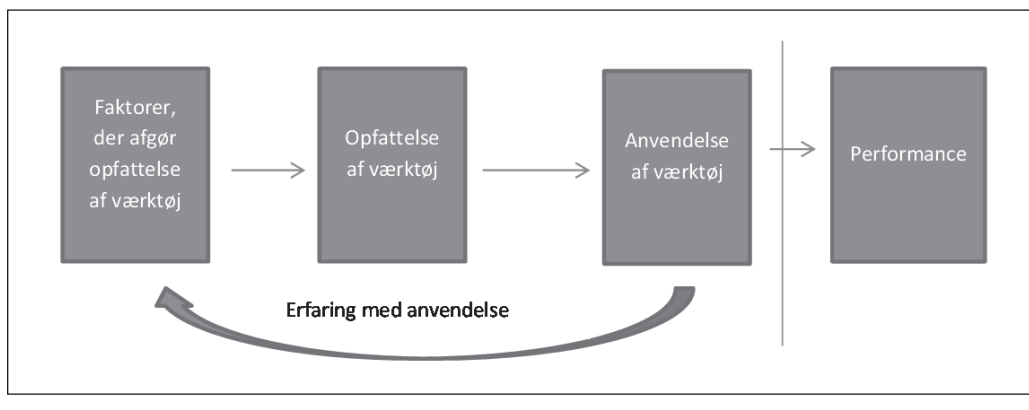 Faktorer,
der afgør
opfattelse
af værktøj
Opfattelse
af værktøj
Anvendelse
af værktøj
Performance
Erfaring med anvendelse